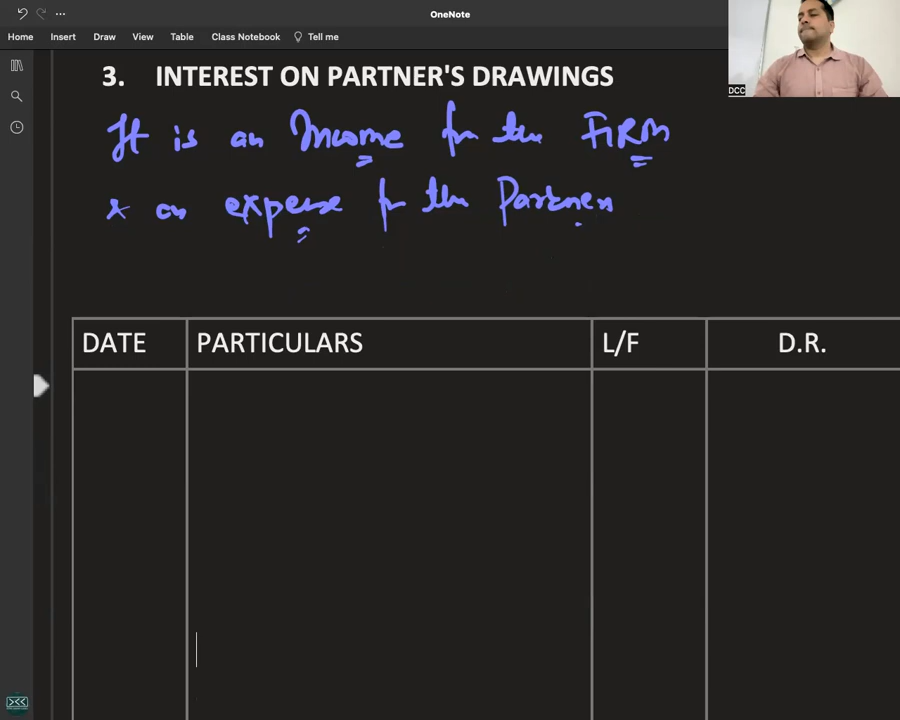 OneNote
Home Insert Draw View Table Class Notebook Tell me
DCC
3. INTEREST ON PARTNER'S DRAWINGS
It is an Income for the FIRM
& an expense for the Partner
DATE PARTICULARS L/F D.R.